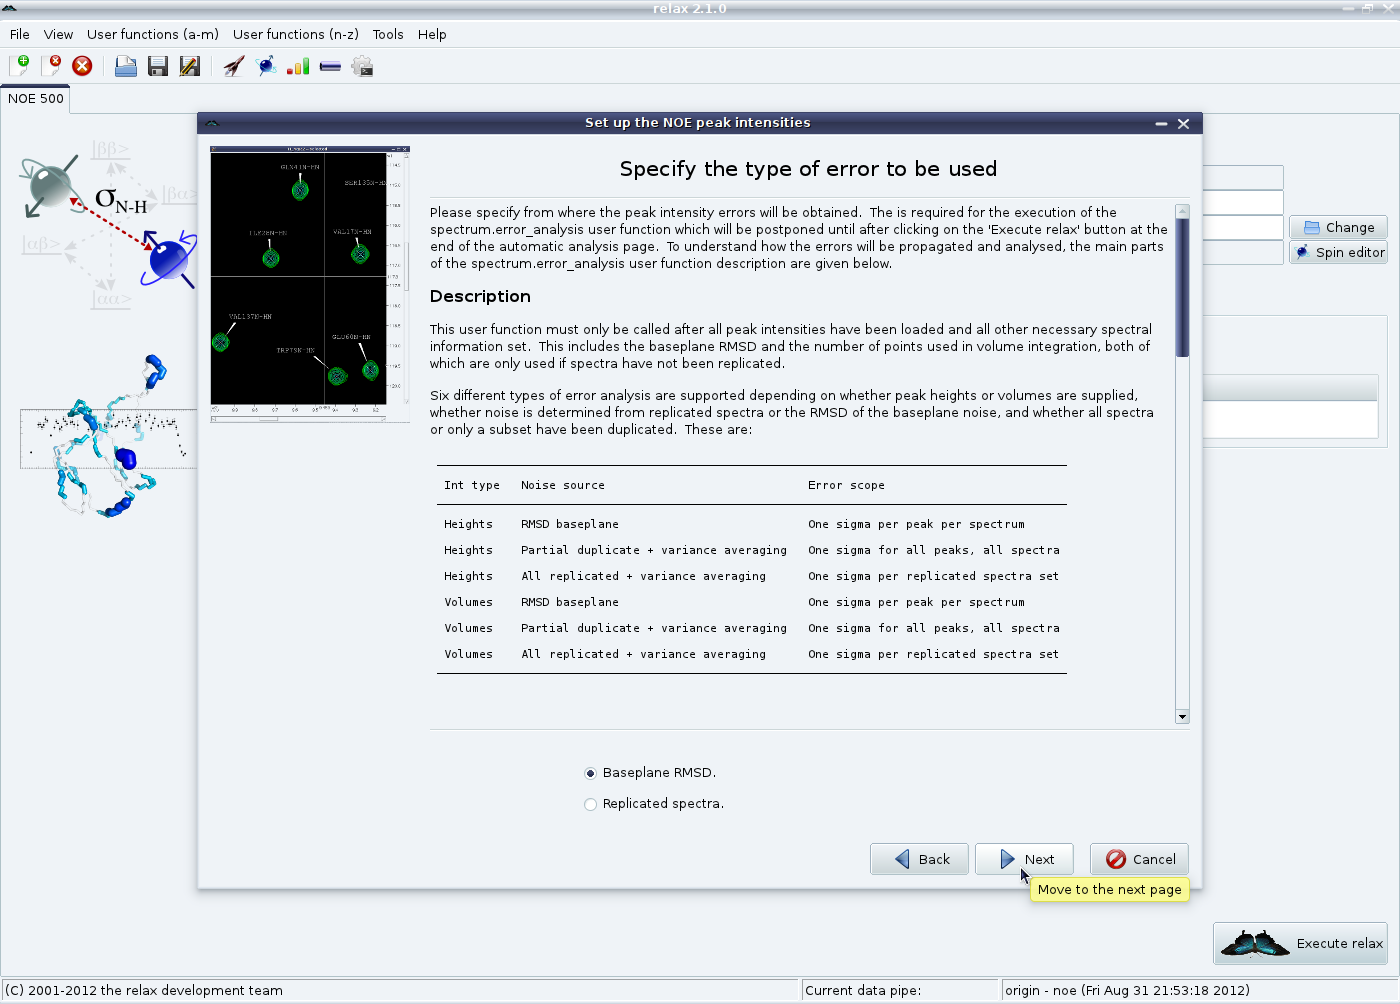 relax 2.1.0
File View User functions (a-m) User functions (n-z) Tools Help
NOE 500
Set up the NOE peak intensities
|ββ>
σN-H
|βα>
|αβ>
|αα>
GLN41N-HN
VAL17N-HN
VAL137N-HN
GLU60N-HN
Specify the type of error to be used
Please specify from where the peak intensity errors will be obtained.  The is required for the execution of the
spectrum.error_analysis user function which will be postponed until after clicking on the 'Execute relax' button at the
end of the automatic analysis page.  To understand how the errors will be propagated and analysed, the main parts
of the spectrum.error_analysis user function description are given below.
Description
This user function must only be called after all peak intensities have been loaded and all other necessary spectral
information set.  This includes the baseplane RMSD and the number of points used in volume integration, both of
which are only used if spectra have not been replicated.
Six different types of error analysis are supported depending on whether peak heights or volumes are supplied,
whether noise is determined from replicated spectra or the RMSD of the baseplane noise, and whether all spectra
or only a subset have been duplicated.  These are:
Int type Noise source Error scope
Heights RMSD baseplane One sigma per peak per spectrum
Heights Partial duplicate + variance averaging One sigma for all peaks, all spectra
Heights All replicated + variance averaging One sigma per replicated spectra set
Volumes RMSD baseplane One sigma per peak per spectrum
Volumes Partial duplicate + variance averaging One sigma for all peaks, all spectra
Volumes All replicated + variance averaging One sigma per replicated spectra set
Baseplane RMSD.
Replicated spectra.
Back Next Cancel
Move to the next page
Change
Spin editor
Execute relax
(C) 2001-2012 the relax development team
Current data pipe:
origin - noe (Fri Aug 31 21:53:18 2012)